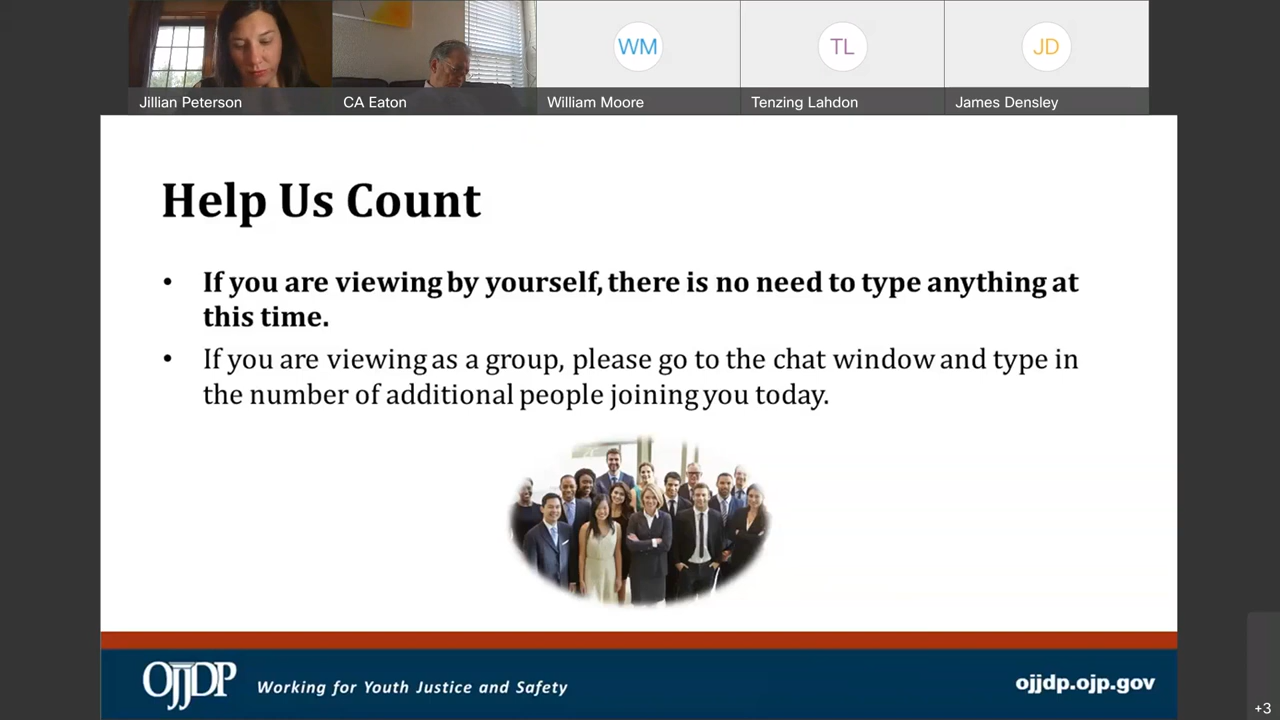 WM
TL
JD
Jillian Peterson
CA Eaton
William Moore
Tenzing Lahdon
James Densley
Help Us Count
• If you are viewing by yourself, there is no need to type anything at
this time.
• If you are viewing as a group, please go to the chat window and type in
the number of additional people joining you today.
OJJDP
Working for Youth Justice and Safety
ojjdp.ojp.gov
+3